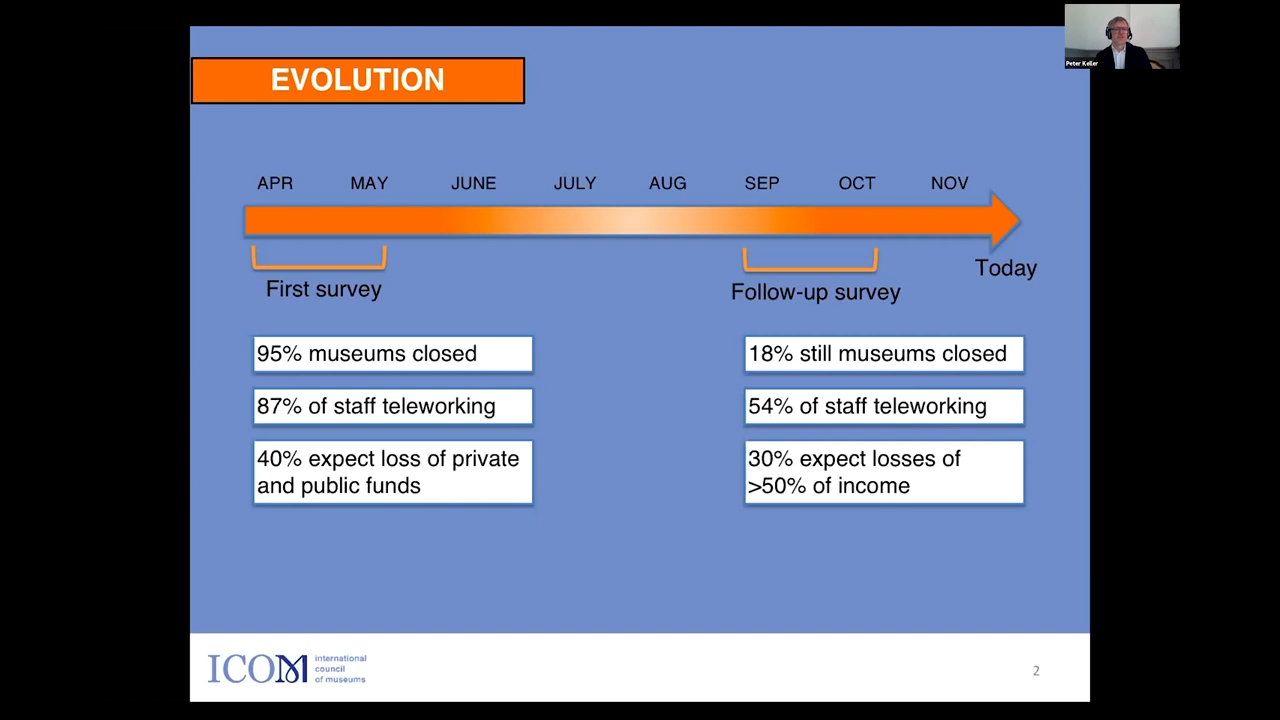 Peter Keller
EVOLUTION
APR MAY JUNE JULY AUG SEP OCT NOV
Today
First survey
Follow-up survey
95% museums closed
87% of staff teleworking
40% expect loss of private
and public funds
18% still museums closed
54% of staff teleworking
30% expect losses of
>50% of income
ICOM
international
council
of museums
2